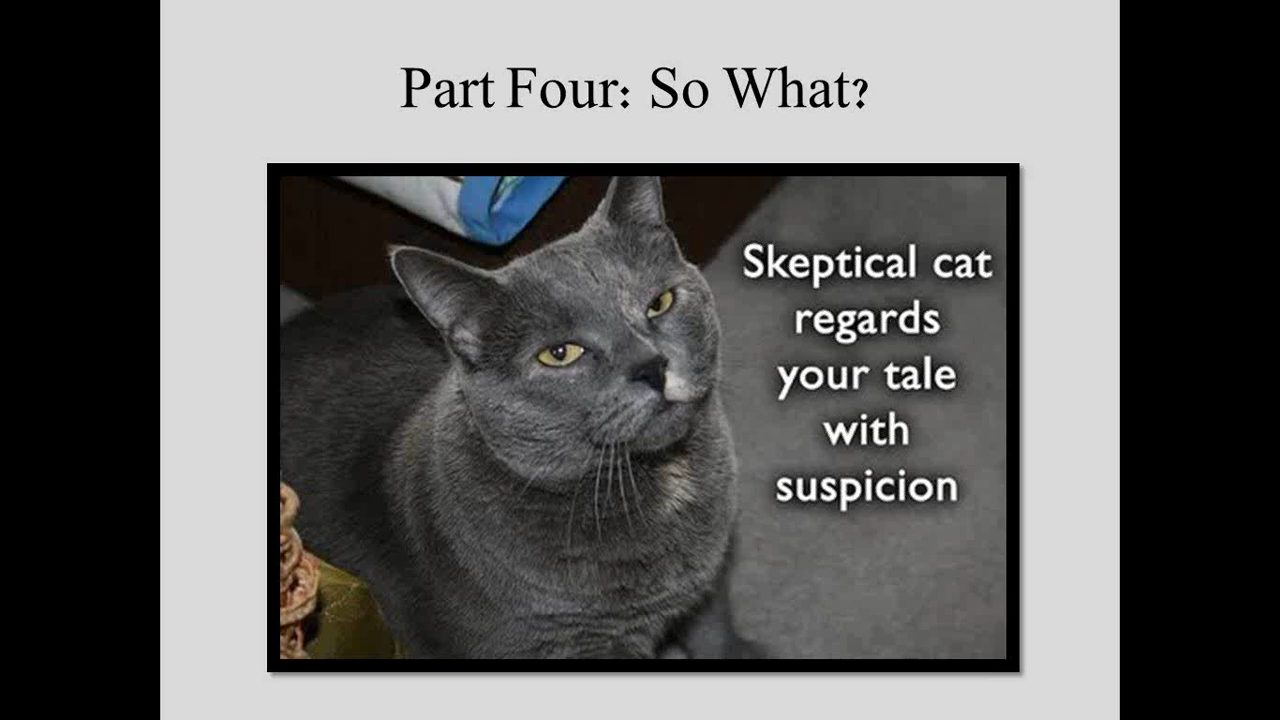 Part Four: So What?
Skeptical cat
regards
your tale
with
suspicion